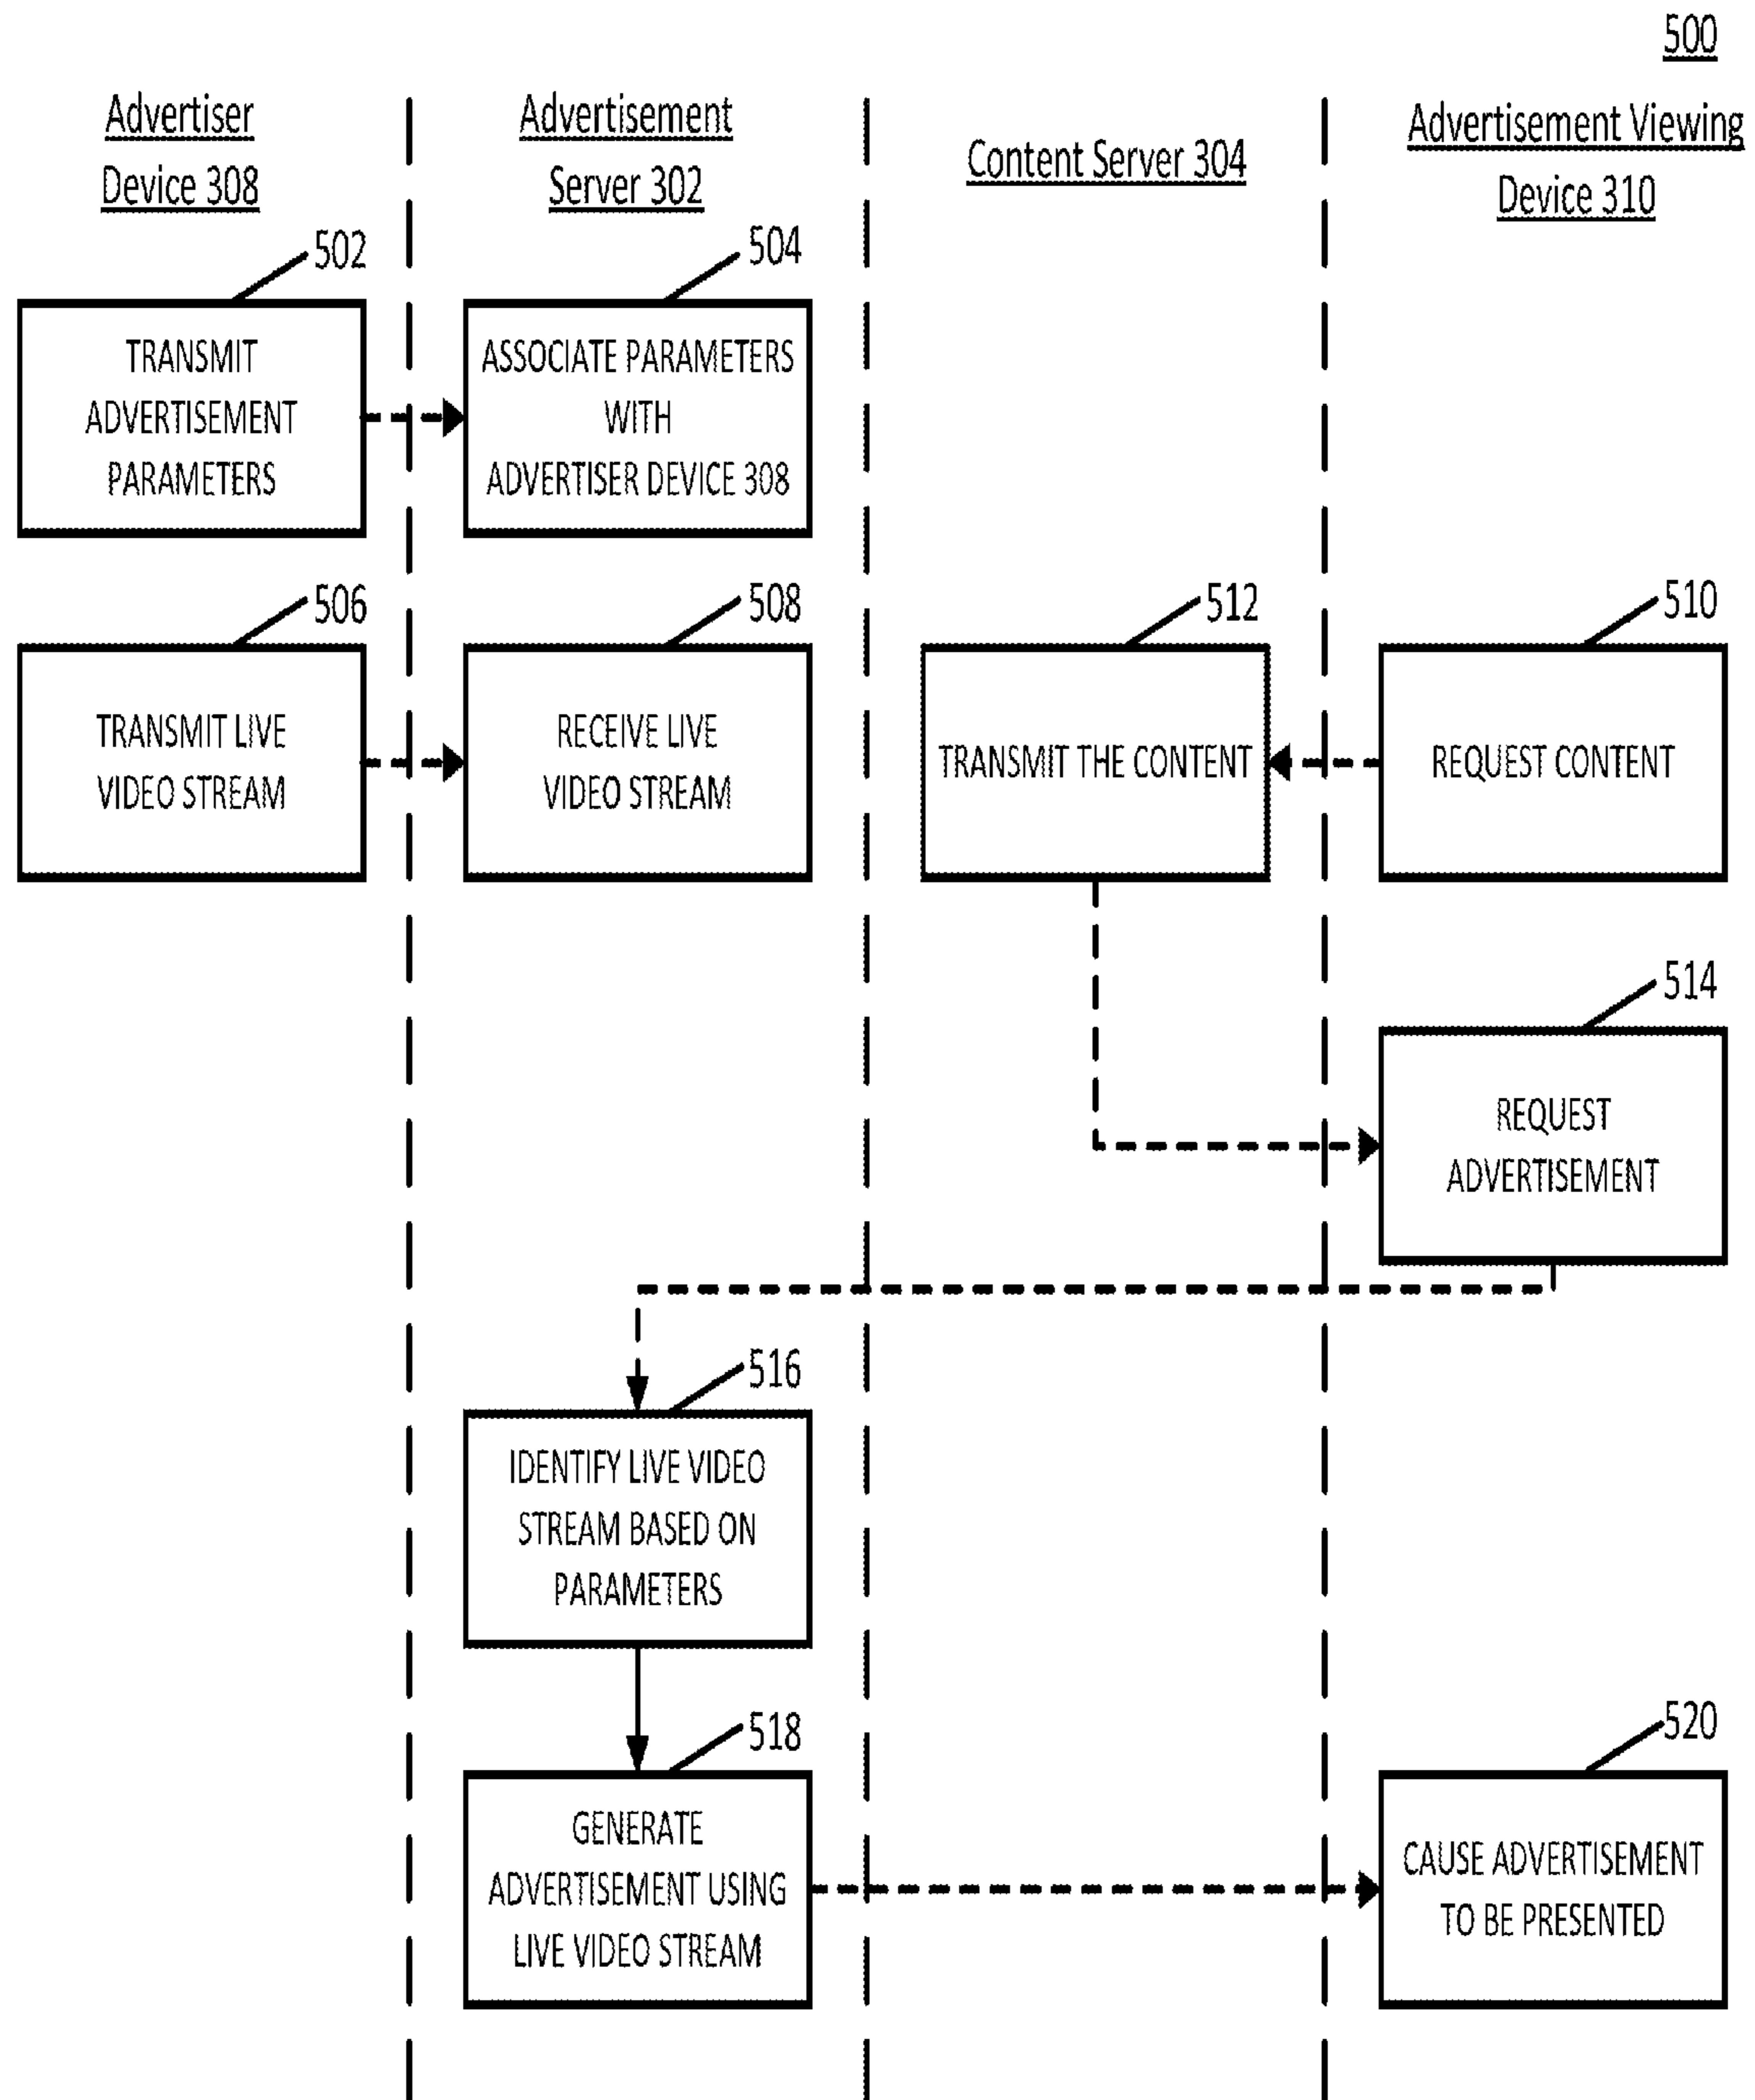 500
Advertiser
Device 308
Advertisement
Server 302
Content Server 304
Advertisement Viewing
Device 310
502
TRANSMIT
ADVERTISEMENT
PARAMETERS
504
ASSOCIATE PARAMETERS
WITH
ADVERTISER DEVICE 308
506
TRANSMIT LIVE
VIDEO STREAM
508
RECEIVE LIVE
VIDEO STREAM
512
TRANSMIT THE CONTENT
510
REQUEST CONTENT
514
REQUEST
ADVERTISEMENT
516
IDENTIFY LIVE VIDEO
STREAM BASED ON
PARAMETERS
518
GENERATE
ADVERTISEMENT USING
LIVE VIDEO STREAM
520
CAUSE ADVERTISEMENT
TO BE PRESENTED